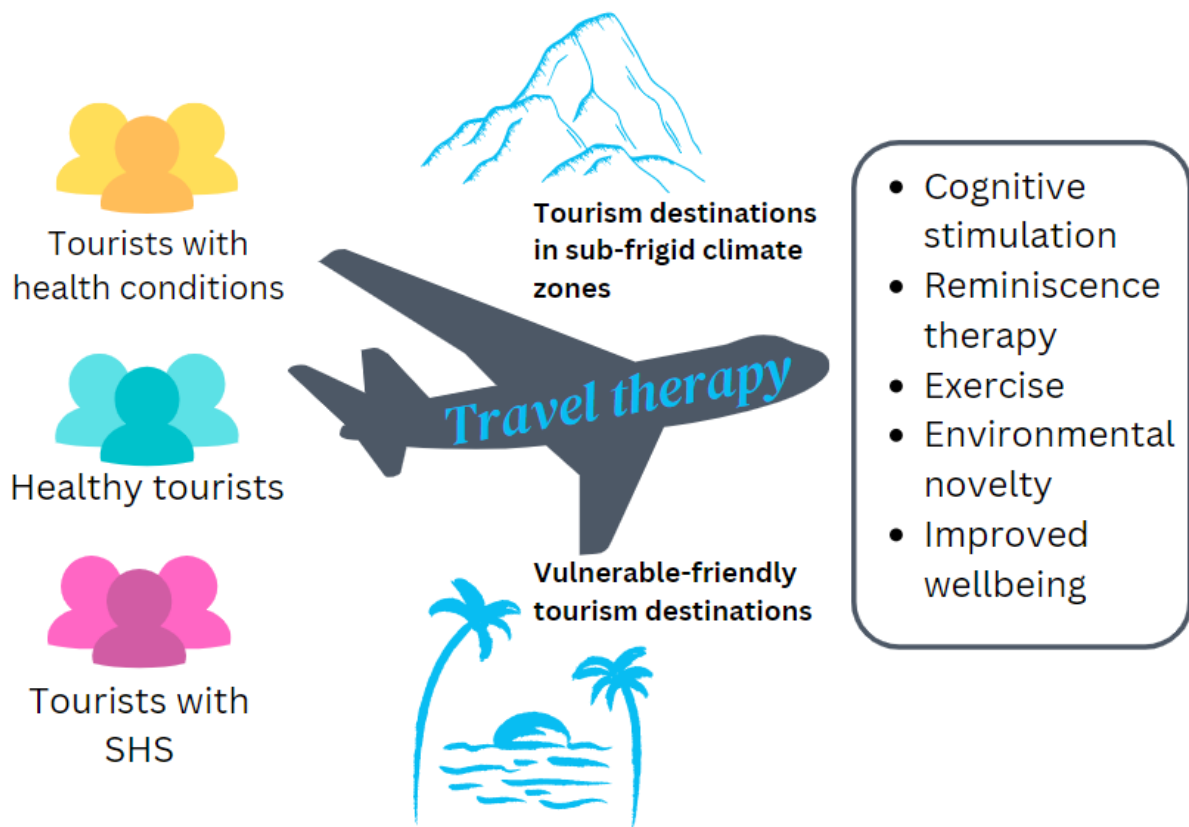 Tourists with
health conditions
Healthy tourists
Tourists with
SHS
Tourism destinations
in sub-frigid climate
zones
Travel therapy
Vulnerable-friendly
tourism destinations
• Cognitive
stimulation
• Reminiscence
therapy
• Exercise
• Environmental
novelty
• Improved
wellbeing